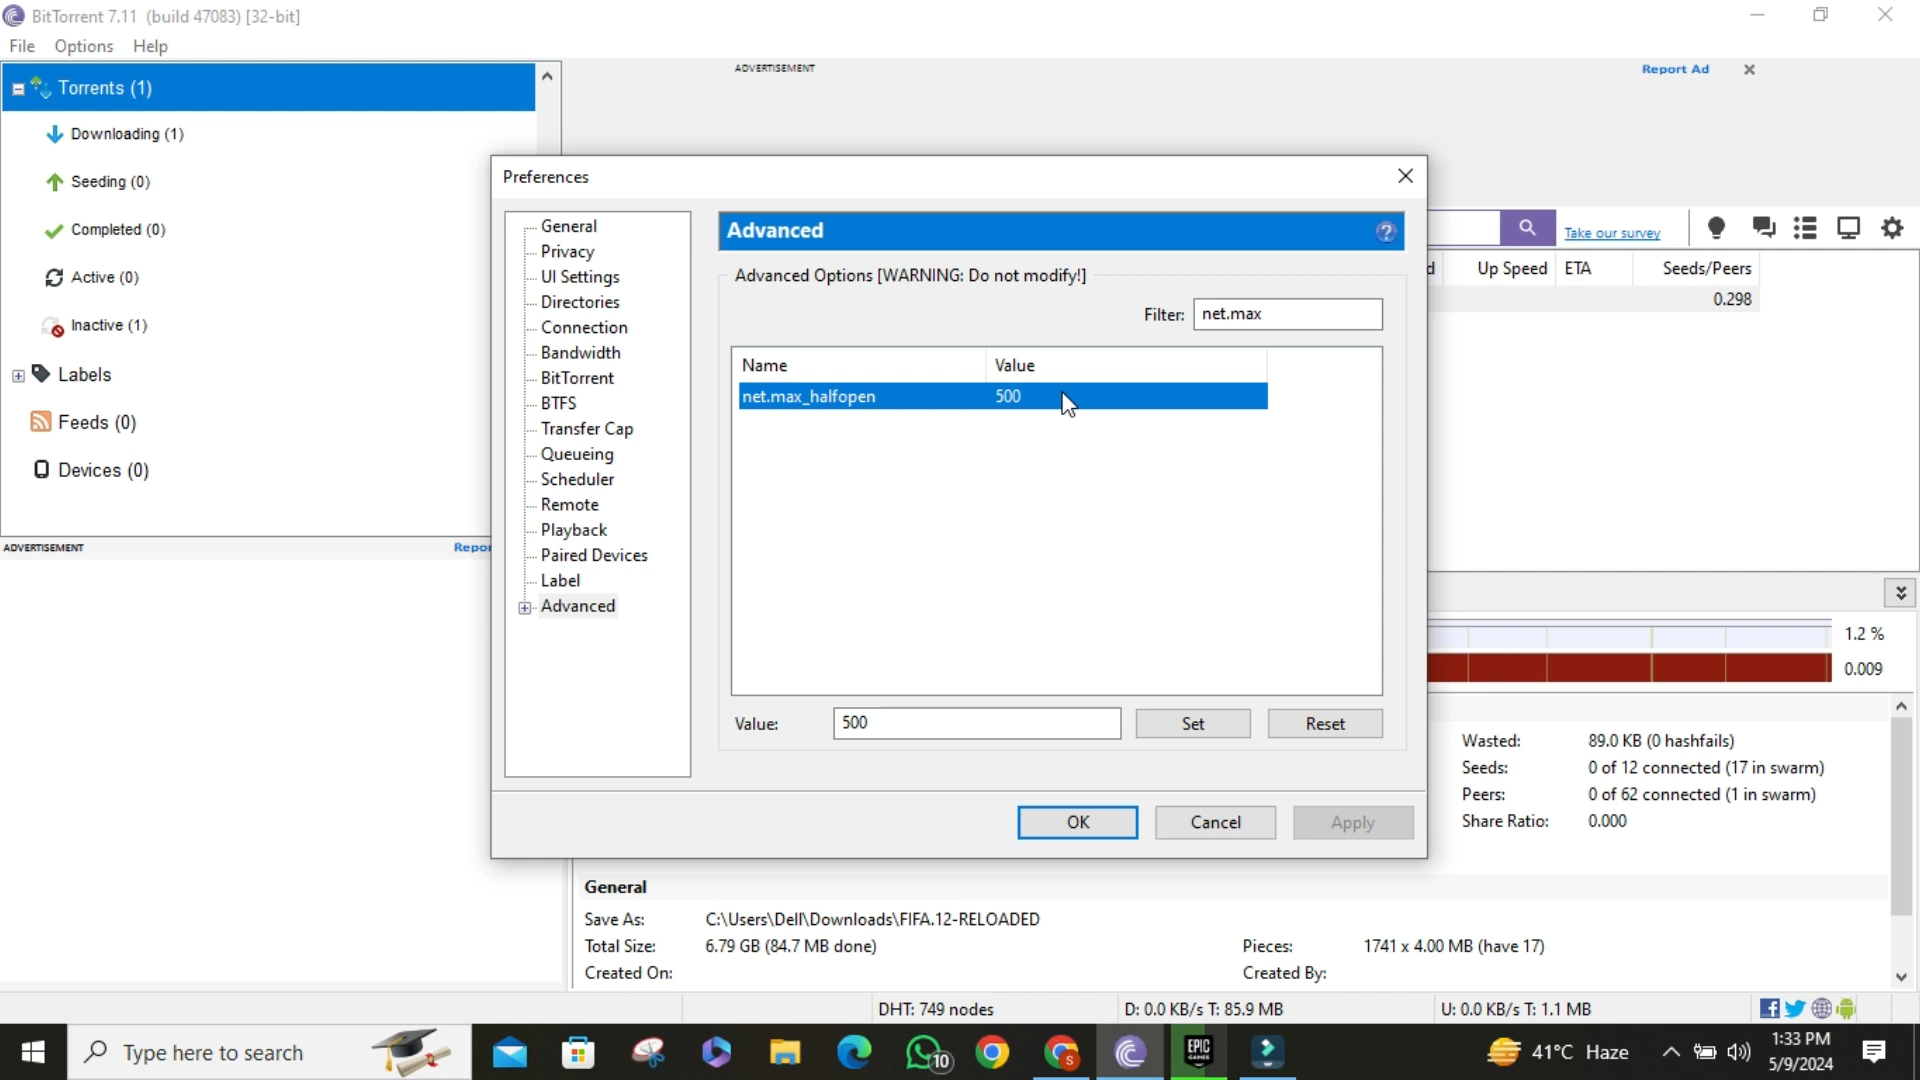 BitTorrent 7.11 (build 47083) [32-bit]
File Options Help
Torrents (1)
Downloading (1)
Seeding (0)
Completed (0)
Active (0)
Inactive (1)
Labels
Feeds (0)
Devices (0)
ADVERTISEMENT
Report Ad
ADVERTISEMENT
Repor
Take our survey
d Up Speed ETA Seeds/Peers
0.298
Preferences
General
Privacy
UI Settings
Directories
Connection
Bandwidth
BitTorrent
BTFS
Transfer Cap
Queueing
Scheduler
Remote
Playback
Paired Devices
Label
Advanced
Advanced
?
Advanced Options [WARNING: Do not modify!]
Filter: net.max
Name Value
net.max_halfopen 500
Value: 500 Set Reset
OK Cancel Apply
1.2 %
0.009
Wasted: 89.0 KB (0 hashfails)
Seeds: 0 of 12 connected (17 in swarm)
Peers: 0 of 62 connected (1 in swarm)
Share Ratio: 0.000
General
Save As: C:\Users\Dell\Downloads\FIFA.12-RELOADED
Total Size: 6.79 GB (84.7 MB done) Pieces: 1741 x 4.00 MB (have 17)
Created On: Created By:
DHT: 749 nodes D: 0.0 KB/s T: 85.9 MB U: 0.0 KB/s T: 1.1 MB
Type here to search
10
S
EPIC GAMES
41°C Haze
1:33 PM
5/9/2024